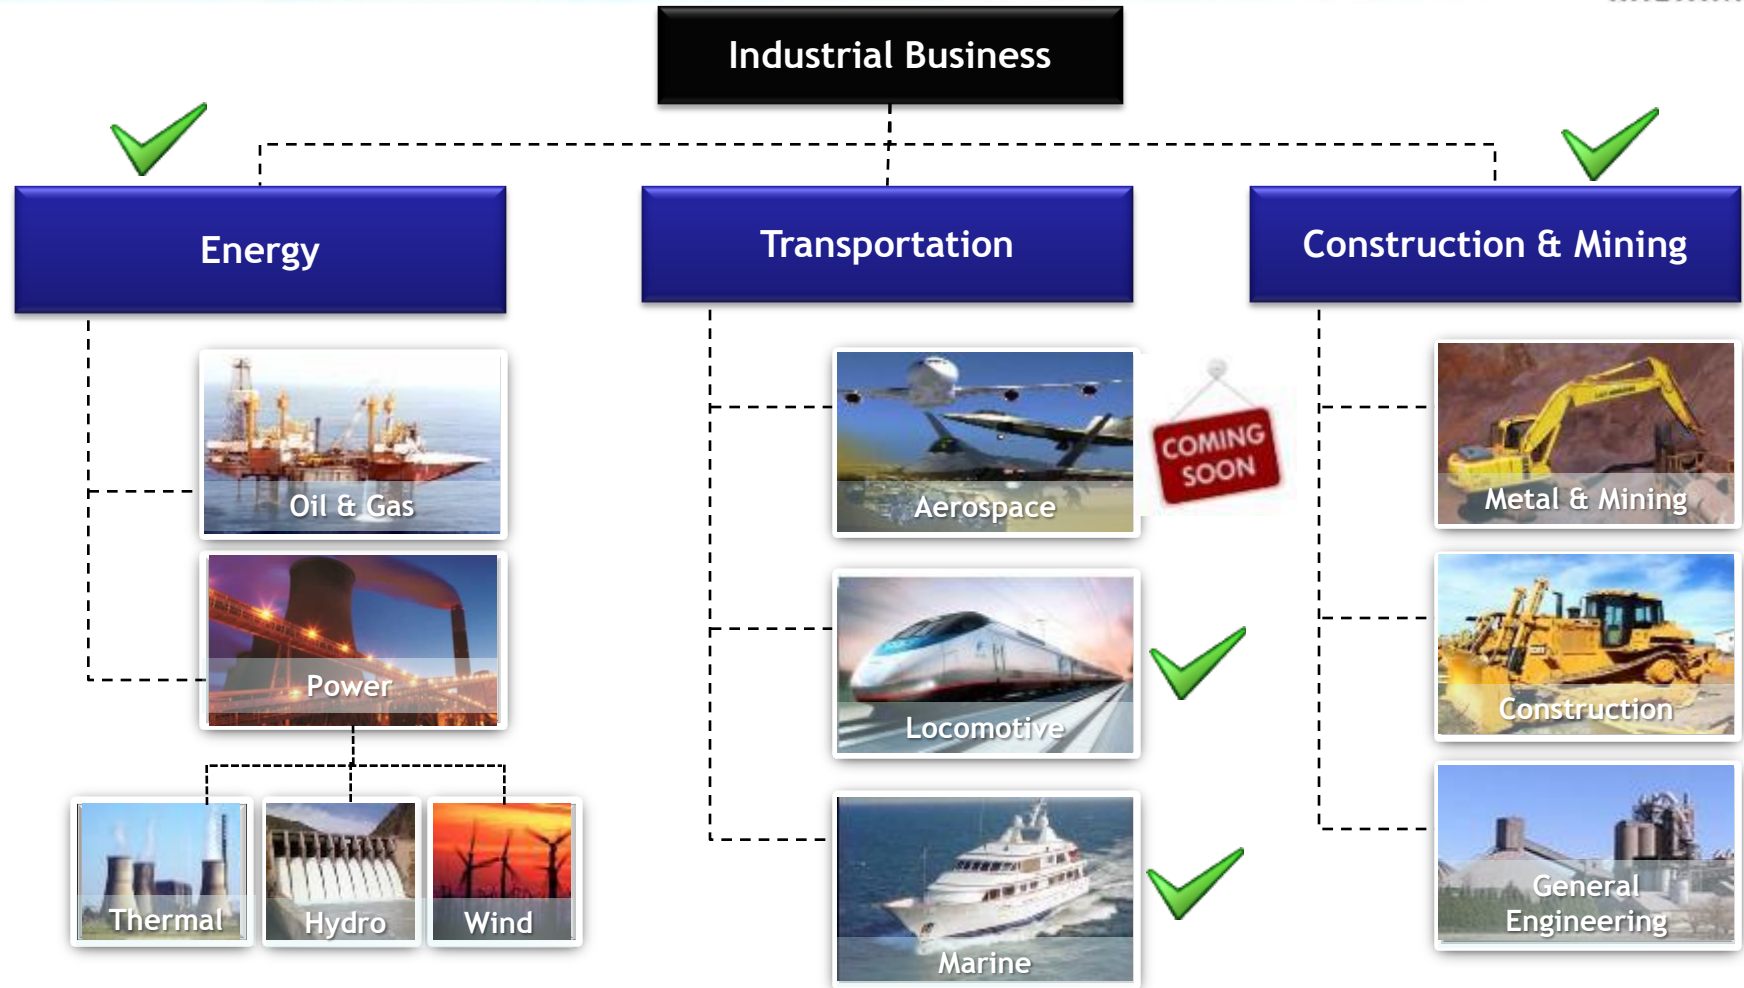 Industrial Business
Energy
Transportation
Construction & Mining
Oil & Gas
Power
Thermal
Hydro
Wind
Aerospace
COMING
SOON
Locomotive
Marine
Metal & Mining
Construction
General
Engineering